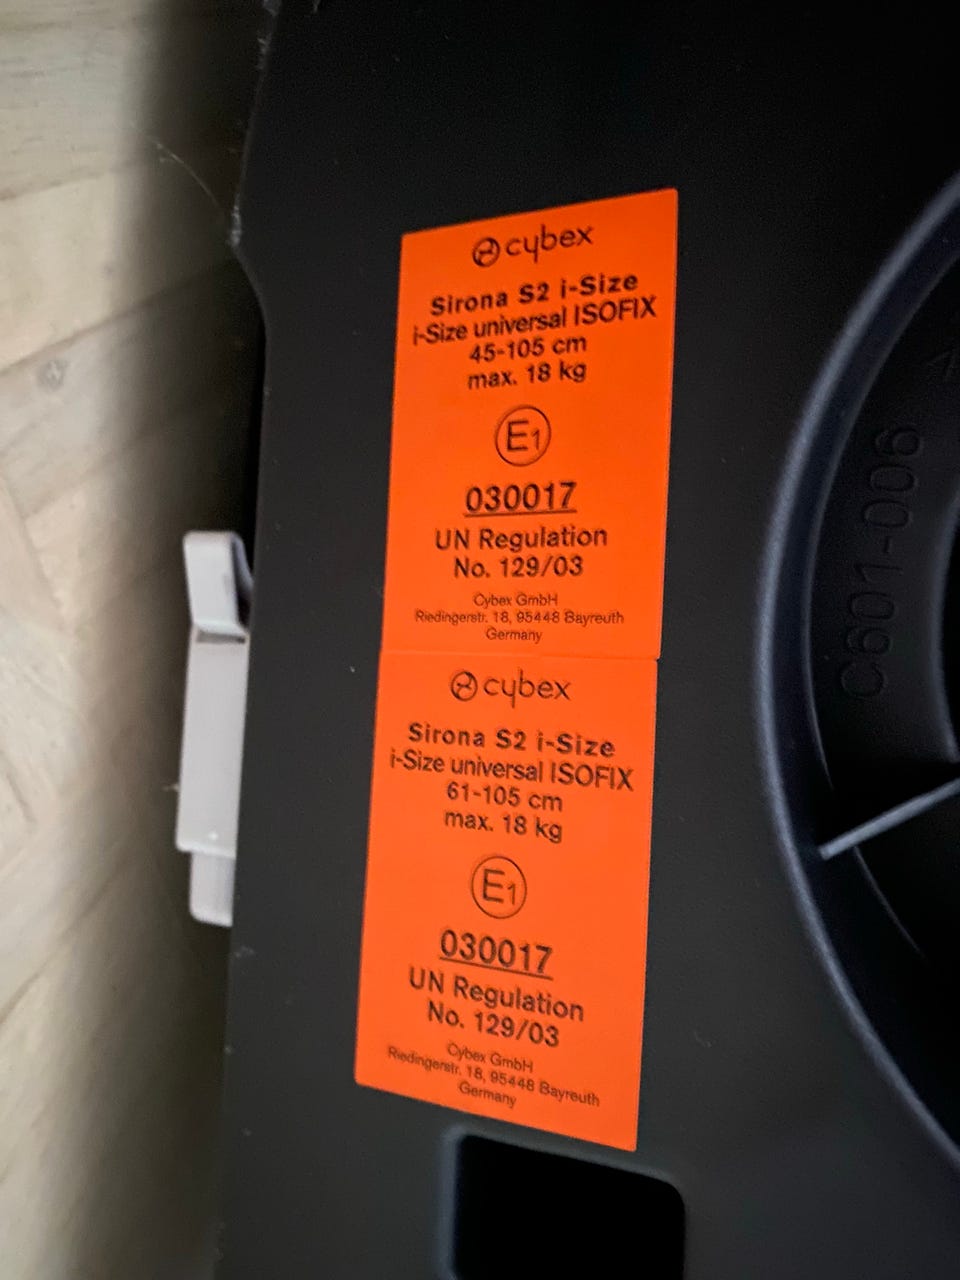 cybex
Sirona S2 i-Size
i-Size universal ISOFIX
45-105 cm
max. 18 kg
E1
030017
UN Regulation
No. 129/03
Cybex GmbH
Riedingerstr. 18, 95448 Bayreuth
Germany
cybex
Sirona S2 i-Size
i-Size universal ISOFIX
61-105 cm
max. 18 kg
E1
030017
UN Regulation
No. 129/03
Cybex GmbH
Riedingerstr. 18, 95448 Bayreuth
Germany
C601-006